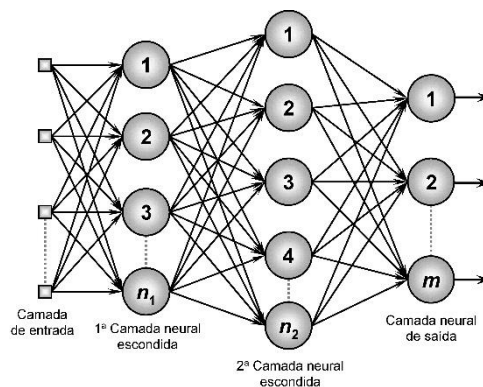 1
2
3
n1
1
2
3
4
n2
1
2
m
Camada
de entrada
1ª Camada neural
escondida
2ª Camada neural
escondida
Camada neural
de saída